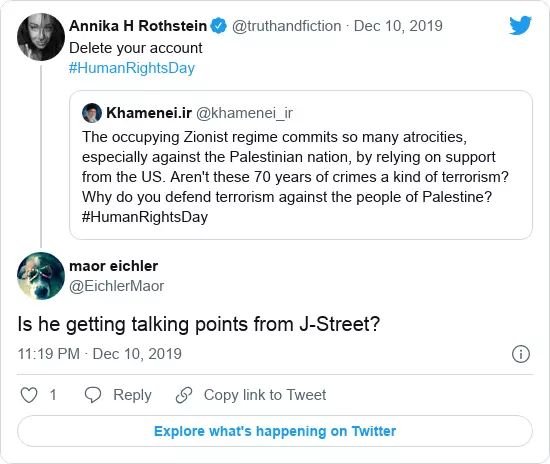 Annika H Rothstein @truthandfiction · Dec 10, 2019
Delete your account
#HumanRightsDay
Khamenei.ir @khamenei_ir
The occupying Zionist regime commits so many atrocities,
especially against the Palestinian nation, by relying on support
from the US. Aren't these 70 years of crimes a kind of terrorism?
Why do you defend terrorism against the people of Palestine?
#HumanRightsDay
maor eichler
@EichlerMaor
Is he getting talking points from J-Street?
11:19 PM · Dec 10, 2019
1 Reply Copy link to Tweet
Explore what's happening on Twitter